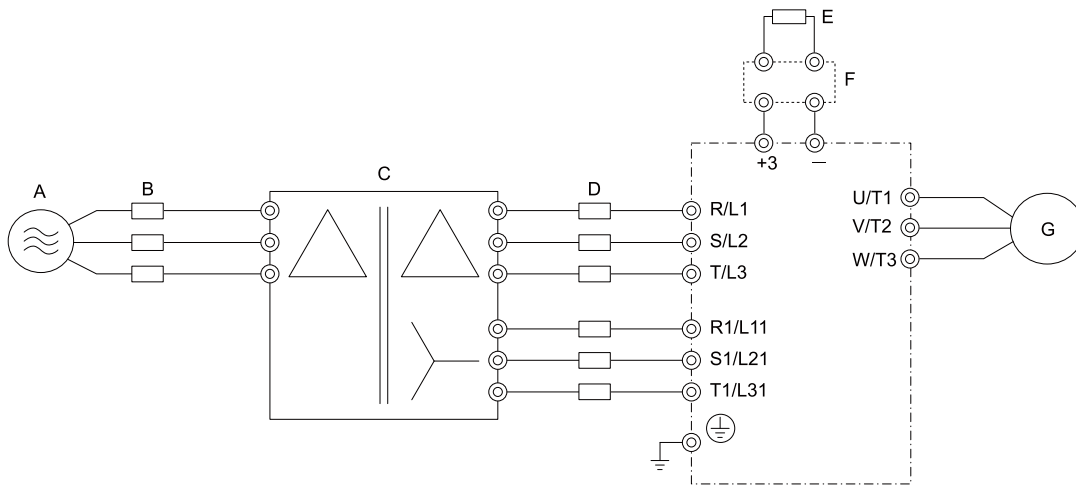 E
F
+3 −
A B C D
R/L1
S/L2
T/L3
R1/L11
S1/L21
T1/L31
U/T1
V/T2
W/T3
G